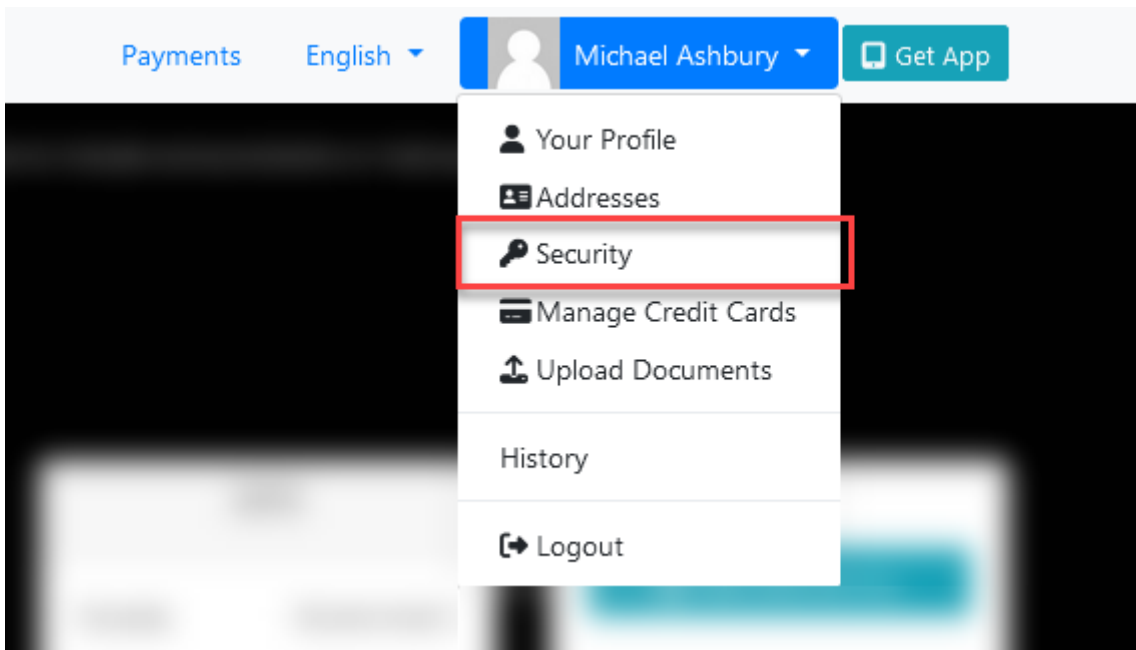 Payments English Michael Ashbury Get App
Your Profile
Addresses
Security
Manage Credit Cards
Upload Documents
History
Logout